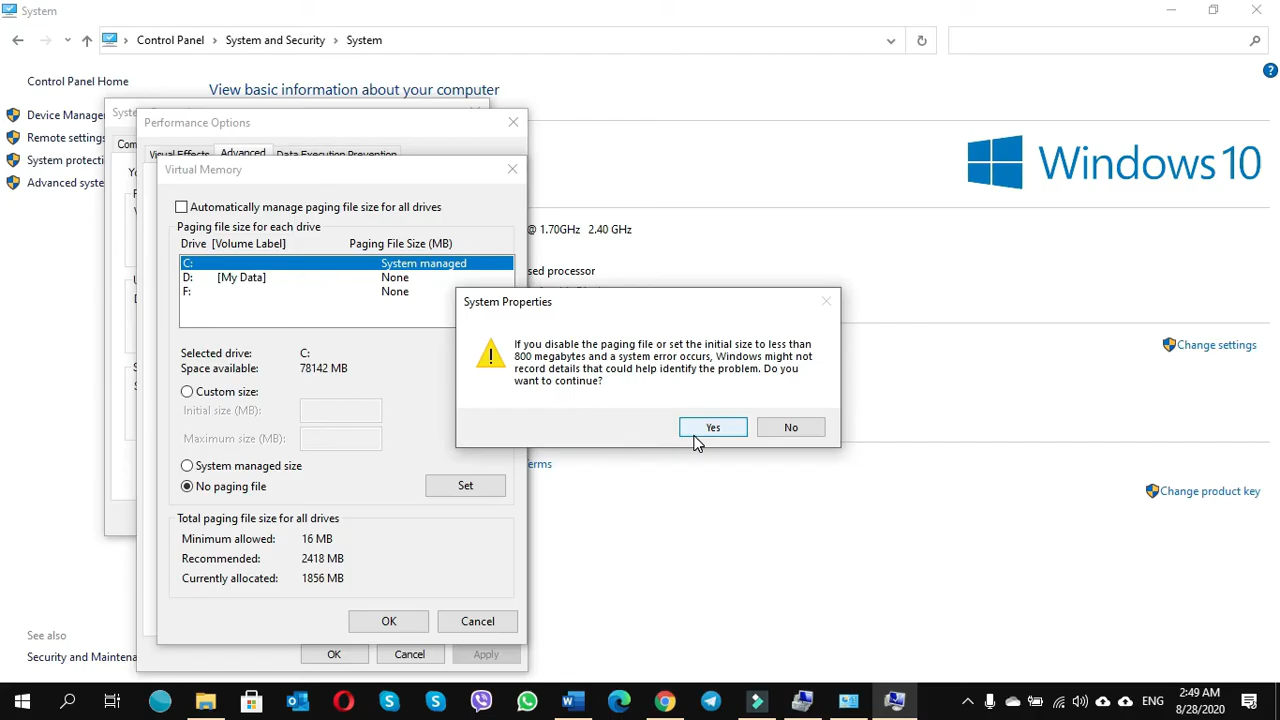 System
Control Panel > System and Security > System
Control Panel Home
View basic information about your computer
Device Manage
Remote settings
System protecti
Advanced syste
Performance Options
Visual Effects Advanced Data Execution Prevention
Virtual Memory
Automatically manage paging file size for all drives
Paging file size for each drive
Drive [Volume Label] Paging File Size (MB)
C: System managed
D: [My Data] None
F: None
Selected drive: C:
Space available: 78142 MB
Custom size:
Initial size (MB):
Maximum size (MB):
System managed size
No paging file
Set
Total paging file size for all drives
Minimum allowed: 16 MB
Recommended: 2418 MB
Currently allocated: 1856 MB
OK Cancel
OK Cancel Apply
System Properties
If you disable the paging file or set the initial size to less than
800 megabytes and a system error occurs, Windows might not
record details that could help identify the problem. Do you
want to continue?
Yes No
Windows 10
@ 1.70GHz 2.40 GHz
sed processor
Change settings
erms
Change product key
See also
Security and Maintena
ENG
2:49 AM
8/28/2020